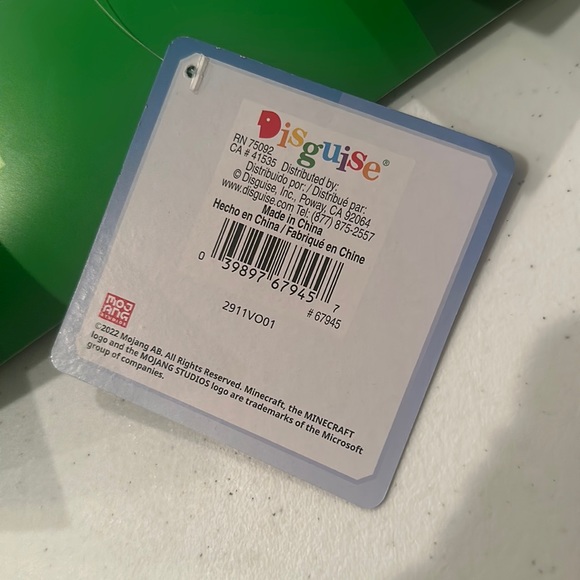 Disguise®
RN 75092
CA # 41535 Distributed by:
Distribuido por: / Distribué par:
© Disguise, Inc., Poway, CA 92064
www.disguise.com Tel. (877) 875-2557
Made in China
Hecho en China / Fabriqué en Chine
0 39897 67945 7
# 67945
2911VO01
MOJ
ANG
STUDIOS
©2022 Mojang AB. All Rights Reserved. Minecraft, the MINECRAFT
logo and the MOJANG STUDIOS logo are trademarks of the Microsoft
group of companies.